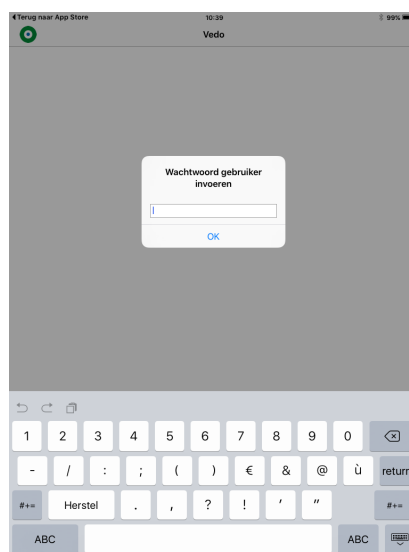 Terug naar App Store 10:39 99%
Vedo
Wachtwoord gebruiker
invoeren
OK
1 2 3 4 5 6 7 8 9 0
- / : ; ( ) € & @ ù return
#+= Herstel . , ? ! ' " #+=
ABC ABC